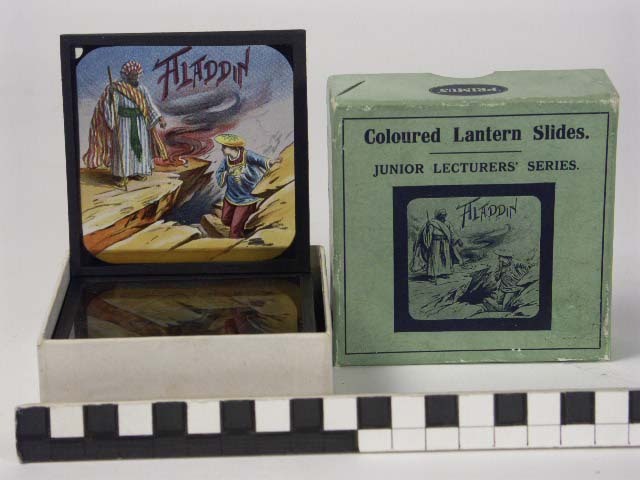 ALADDIN
PRIMUS
Coloured Lantern Slides.
JUNIOR LECTURERS' SERIES.
ALADDIN